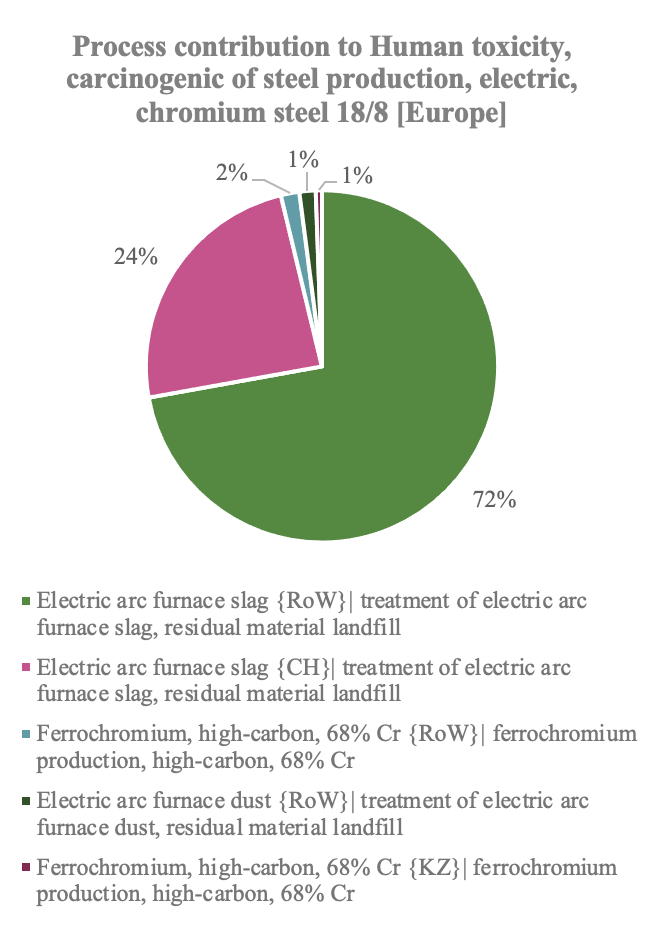 Process contribution to Human toxicity,
carcinogenic of steel production, electric,
chromium steel 18/8 [Europe]
2%
1%
1%
24%
72%
Electric arc furnace slag {RoW}| treatment of electric arc
furnace slag, residual material landfill
Electric arc furnace slag {CH}| treatment of electric arc
furnace slag, residual material landfill
Ferrochromium, high-carbon, 68% Cr {RoW}| ferrochromium
production, high-carbon, 68% Cr
Electric arc furnace dust {RoW}| treatment of electric arc
furnace dust, residual material landfill
Ferrochromium, high-carbon, 68% Cr {KZ}| ferrochromium
production, high-carbon, 68% Cr